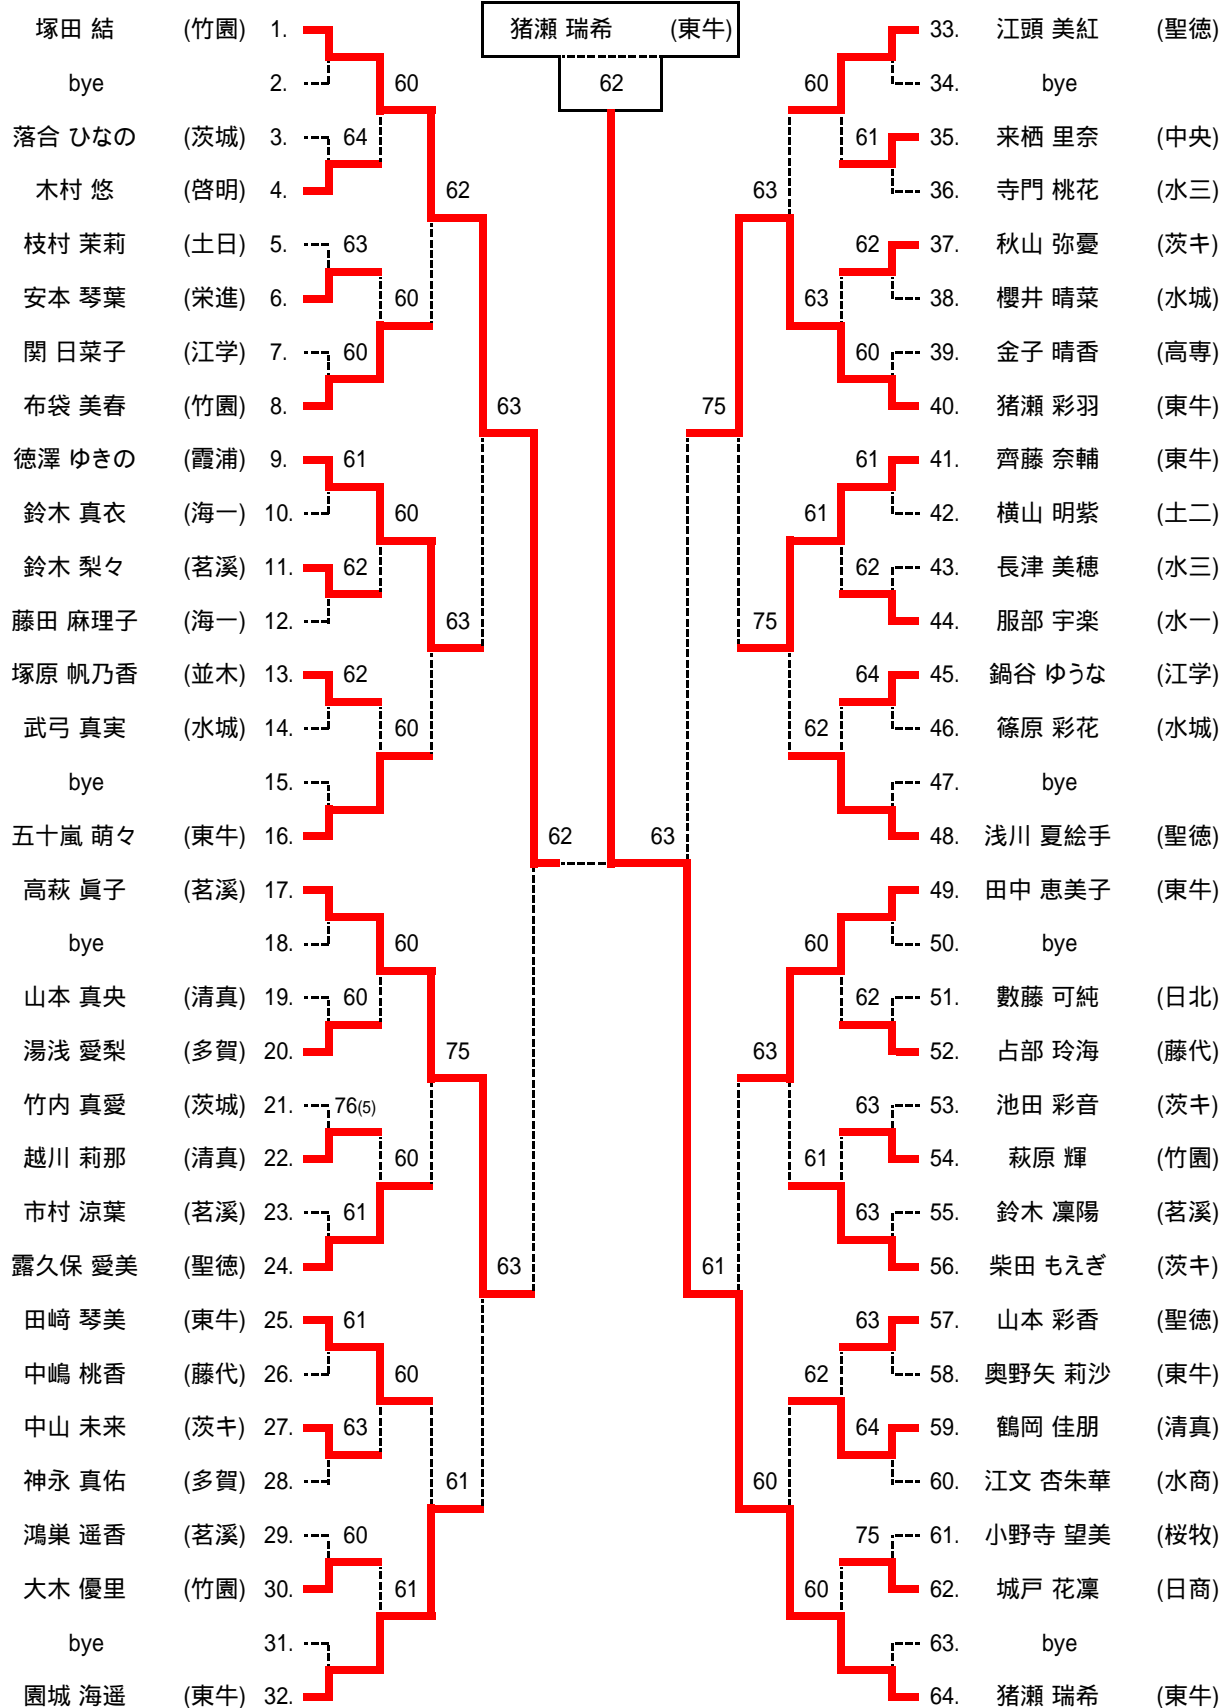 猪瀬 瑞希 (東牛)
62
塚田 結 (竹園) 1.
bye 2.
60
落合 ひなの (茨城) 3.
64
木村 悠 (啓明) 4.
62
枝村 茉莉 (土日) 5.
63
安本 琴葉 (栄進) 6.
60
関 日菜子 (江学) 7.
60
布袋 美春 (竹園) 8.
63
徳澤 ゆきの (霞浦) 9.
61
鈴木 真衣 (海一) 10.
60
鈴木 梨々 (茗溪) 11.
62
藤田 麻理子 (海一) 12.
63
塚原 帆乃香 (並木) 13.
62
武弓 真実 (水城) 14.
60
bye 15.
五十嵐 萌々 (東牛) 16.
62
高萩 眞子 (茗溪) 17.
bye 18.
60
山本 真央 (清真) 19.
60
湯浅 愛梨 (多賀) 20.
75
竹内 真愛 (茨城) 21.
76(5)
越川 莉那 (清真) 22.
60
市村 涼葉 (茗溪) 23.
61
露久保 愛美 (聖徳) 24.
63
田﨑 琴美 (東牛) 25.
61
中嶋 桃香 (藤代) 26.
60
中山 未来 (茨キ) 27.
63
神永 真佑 (多賀) 28.
61
鴻巣 遥香 (茗溪) 29.
60
大木 優里 (竹園) 30.
61
bye 31.
園城 海遥 (東牛) 32.
33. 江頭 美紅 (聖徳)
60
34. bye
61
35. 来栖 里奈 (中央)
63
36. 寺門 桃花 (水三)
62
37. 秋山 弥憂 (茨キ)
63
38. 櫻井 晴菜 (水城)
60
39. 金子 晴香 (高専)
75
40. 猪瀬 彩羽 (東牛)
61
41. 齊藤 奈輔 (東牛)
61
42. 横山 明紫 (土二)
62
43. 長津 美穂 (水三)
75
44. 服部 宇楽 (水一)
64
45. 鍋谷 ゆうな (江学)
62
46. 篠原 彩花 (水城)
47. bye
63
48. 浅川 夏絵手 (聖徳)
49. 田中 恵美子 (東牛)
60
50. bye
62
51. 數藤 可純 (日北)
63
52. 占部 玲海 (藤代)
63
53. 池田 彩音 (茨キ)
61
54. 萩原 輝 (竹園)
63
55. 鈴木 凜陽 (茗溪)
61
56. 柴田 もえぎ (茨キ)
63
57. 山本 彩香 (聖徳)
62
58. 奥野矢 莉沙 (東牛)
64
59. 鶴岡 佳朋 (清真)
60
60. 江文 杏朱華 (水商)
75
61. 小野寺 望美 (桜牧)
60
62. 城戸 花凜 (日商)
63. bye
64. 猪瀬 瑞希 (東牛)